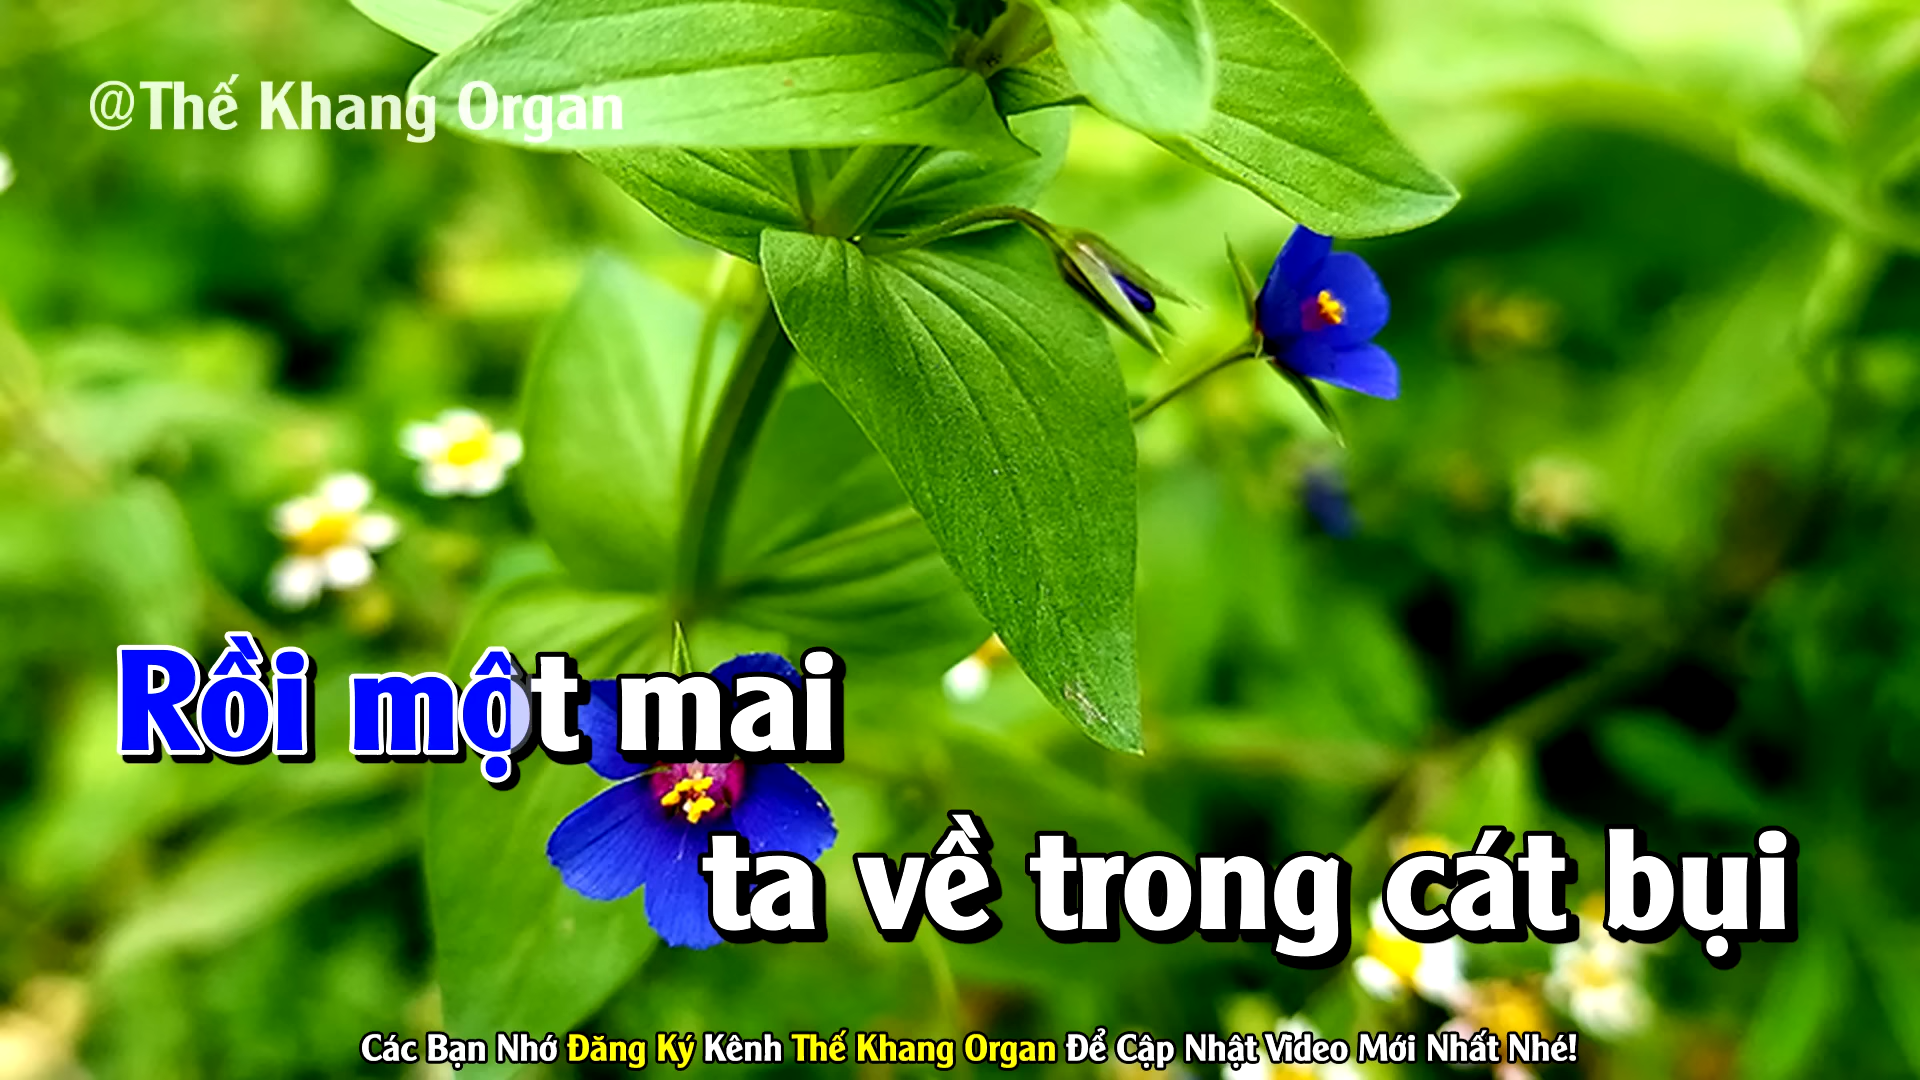 @Thế Khang Organ
Rồi một mai
ta về trong cát bụi
Các Bạn Nhớ Đăng Ký Kênh Thế Khang Organ Để Cập Nhật Video Mới Nhất Nhé!